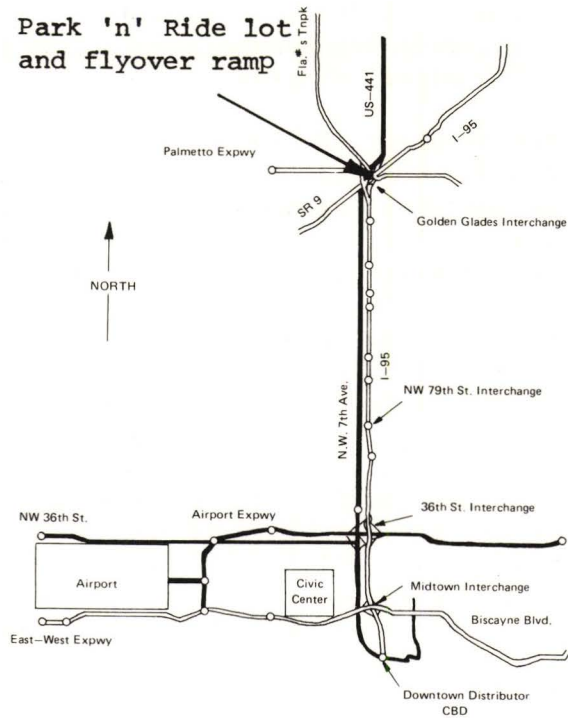 Park 'n' Ride lot
and flyover ramp
Fla.'s Tnpk
US-441
I-95
Palmetto Expwy
SR 9
Golden Glades Interchange
NORTH
I-95
N.W. 7th Ave.
NW 79th St. Interchange
36th St. Interchange
NW 36th St.
Airport Expwy
Airport
Civic
Center
Midtown Interchange
Biscayne Blvd.
East-West Expwy
Downtown Distributor
CBD